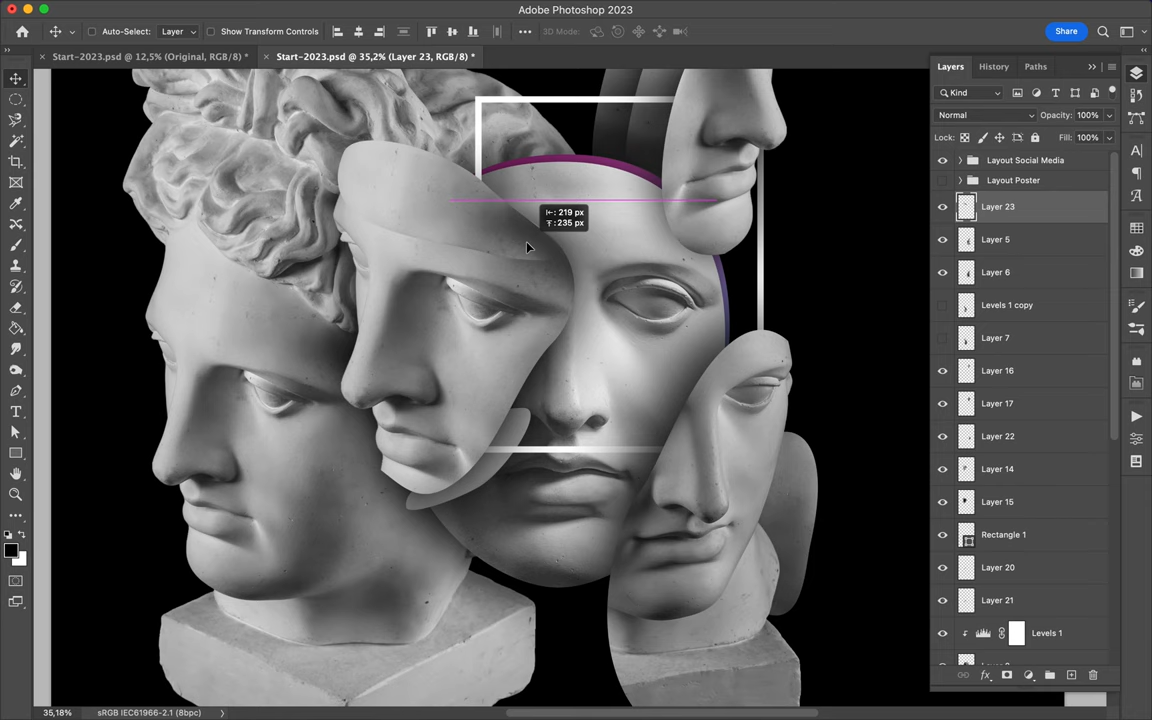 Adobe Photoshop 2023
Auto-Select: Layer Show Transform Controls 3D Mode: Share
Start-2023.psd @ 12,5% (Original, RGB/8) *
Start-2023.psd @ 35,2% (Layer 23, RGB/8) *
Layers History Paths
Kind
Normal Opacity: 100%
Lock: Fill: 100%
Layout Social Media
Layout Poster
Layer 23
: 219 px
: 235 px
Layer 5
Layer 6
Levels 1 copy
Layer 7
Layer 16
Layer 17
Layer 22
Layer 14
Layer 15
Rectangle 1
Layer 20
Layer 21
Levels 1
fx
35,18% sRGB IEC61966-2.1 (8bpc)